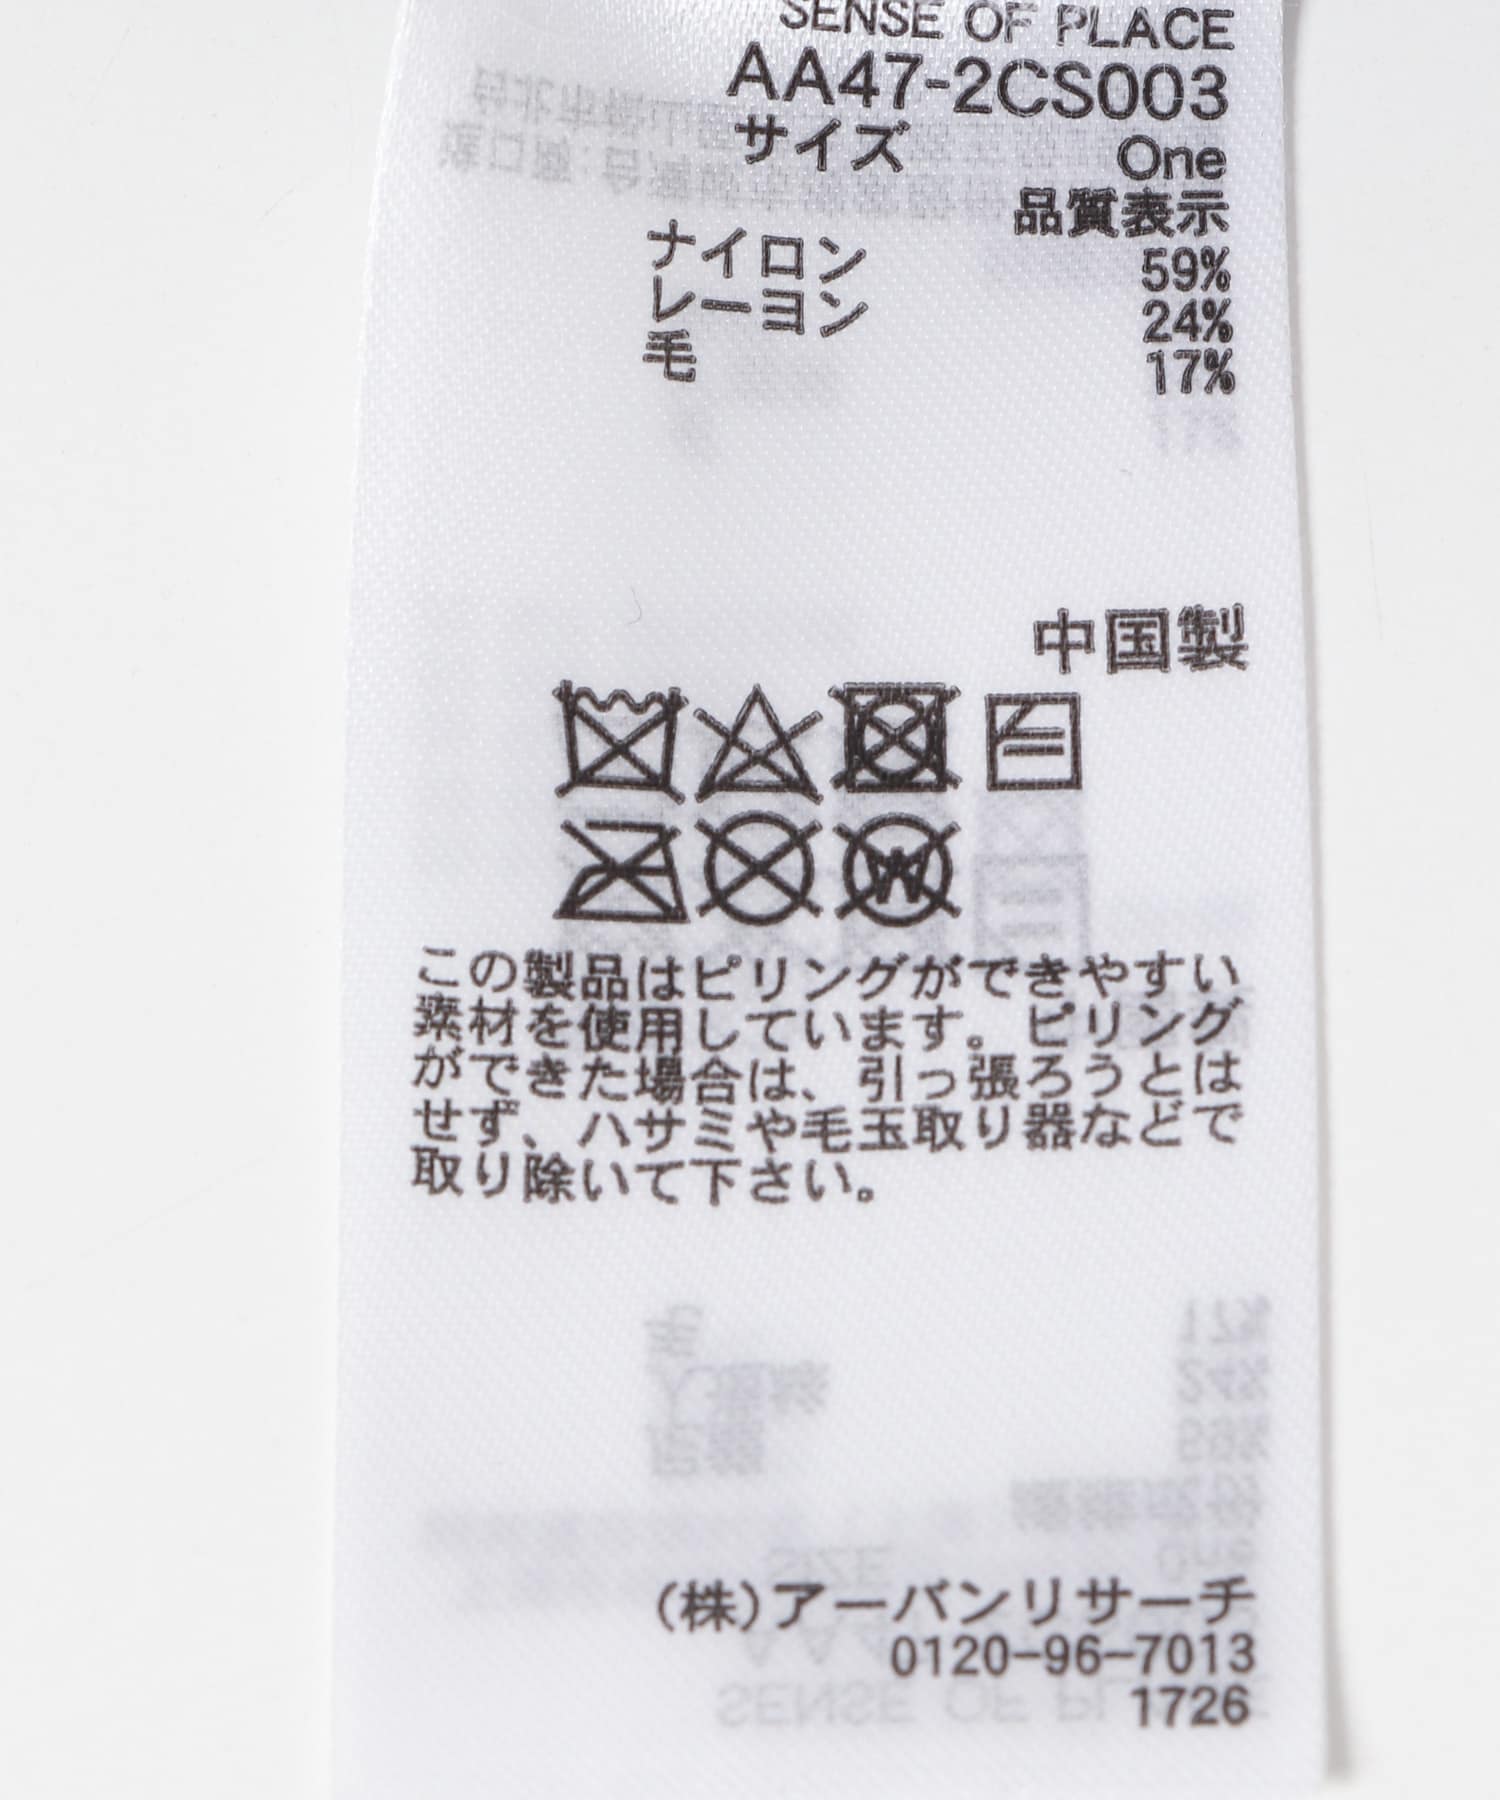 SENSE OF PLACE
AA47-2CS003
サイズ One
品質表示
ナイロン 59%
レーヨン 24%
毛 17%
中国製
この製品はピリングができやすい
素材を使用しています。ピリング
ができた場合は、引っ張ろうとは
せず、ハサミや毛玉取り器などで
取り除いて下さい。
(株)アーバンリサーチ
0120-96-7013
1726